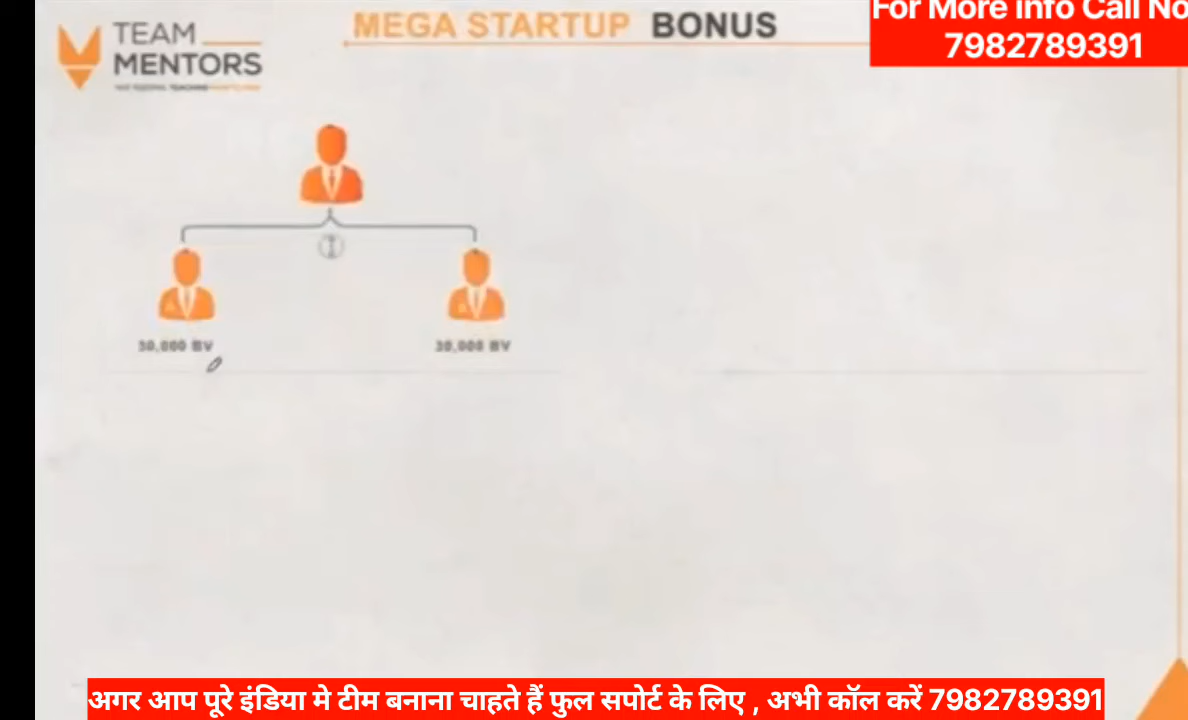 TEAM
MENTORS
MEGA STARTUP BONUS
For More info Call No
7982789391
30,000 BV
30,000 BV
अगर आप पूरे इंडिया मे टीम बनाना चाहते हैं फुल सपोर्ट के लिए , अभी कॉल करें 7982789391